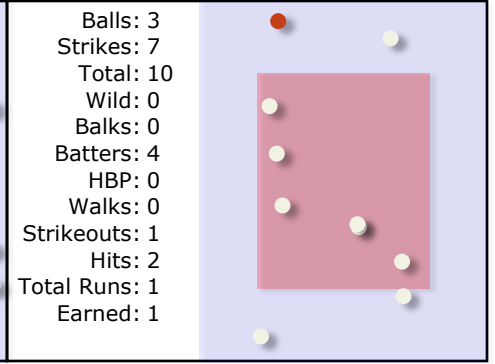 Balls: 3
Strikes: 7
Total: 10
Wild: 0
Balks: 0
Batters: 4
HBP: 0
Walks: 0
Strikeouts: 1
Hits: 2
Total Runs: 1
Earned: 1